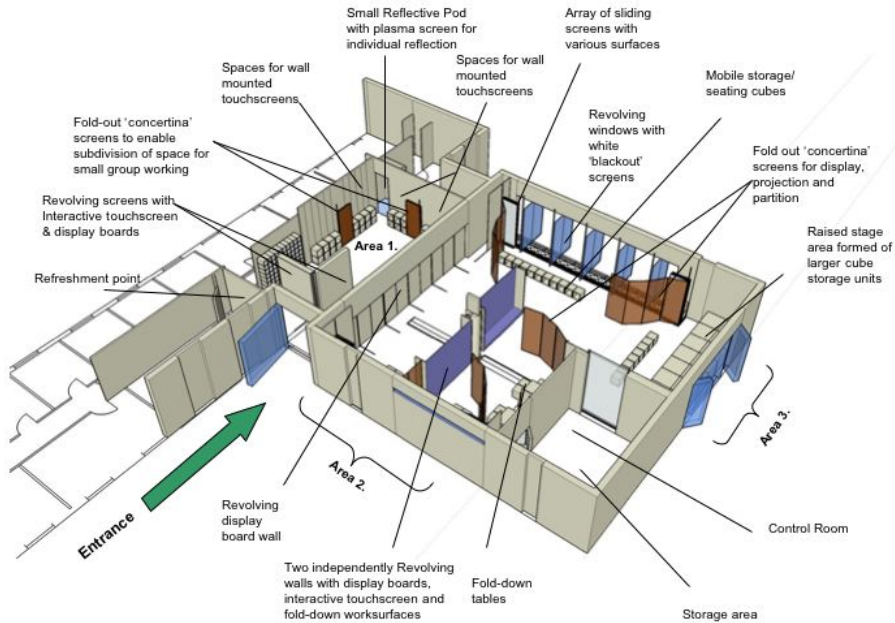 Small Reflective Pod
with plasma screen for
individual reflection
Array of sliding
screens with
various surfaces
Spaces for wall
mounted
touchscreens
Spaces for wall
mounted
touchscreens
Mobile storage/
seating cubes
Revolving
windows with
white
'blackout'
screens
Fold-out 'concertina'
screens to enable
subdivision of space for
small group working
Fold out 'concertina'
screens for display,
projection and
partition
Revolving screens with
Interactive touchscreen
& display boards
Raised stage
area formed of
larger cube
storage units
Area 1.
Refreshment point
Area 3.
Area 2.
Entrance
Revolving
display
board wall
Control Room
Two independently Revolving
walls with display boards,
interactive touchscreen and
fold-down worksurfaces
Fold-down
tables
Storage area